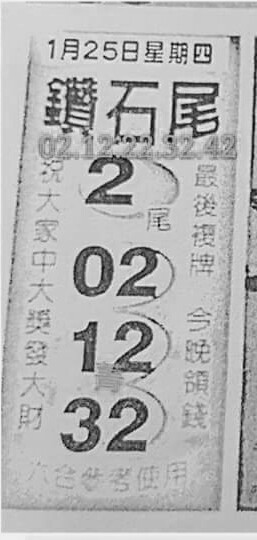 1月25日星期四
鑽石尾
02.12.22.32.42
2
尾
02
12
32
祝大家中大獎發大財
最後複牌
今晚領錢
六合參考使用